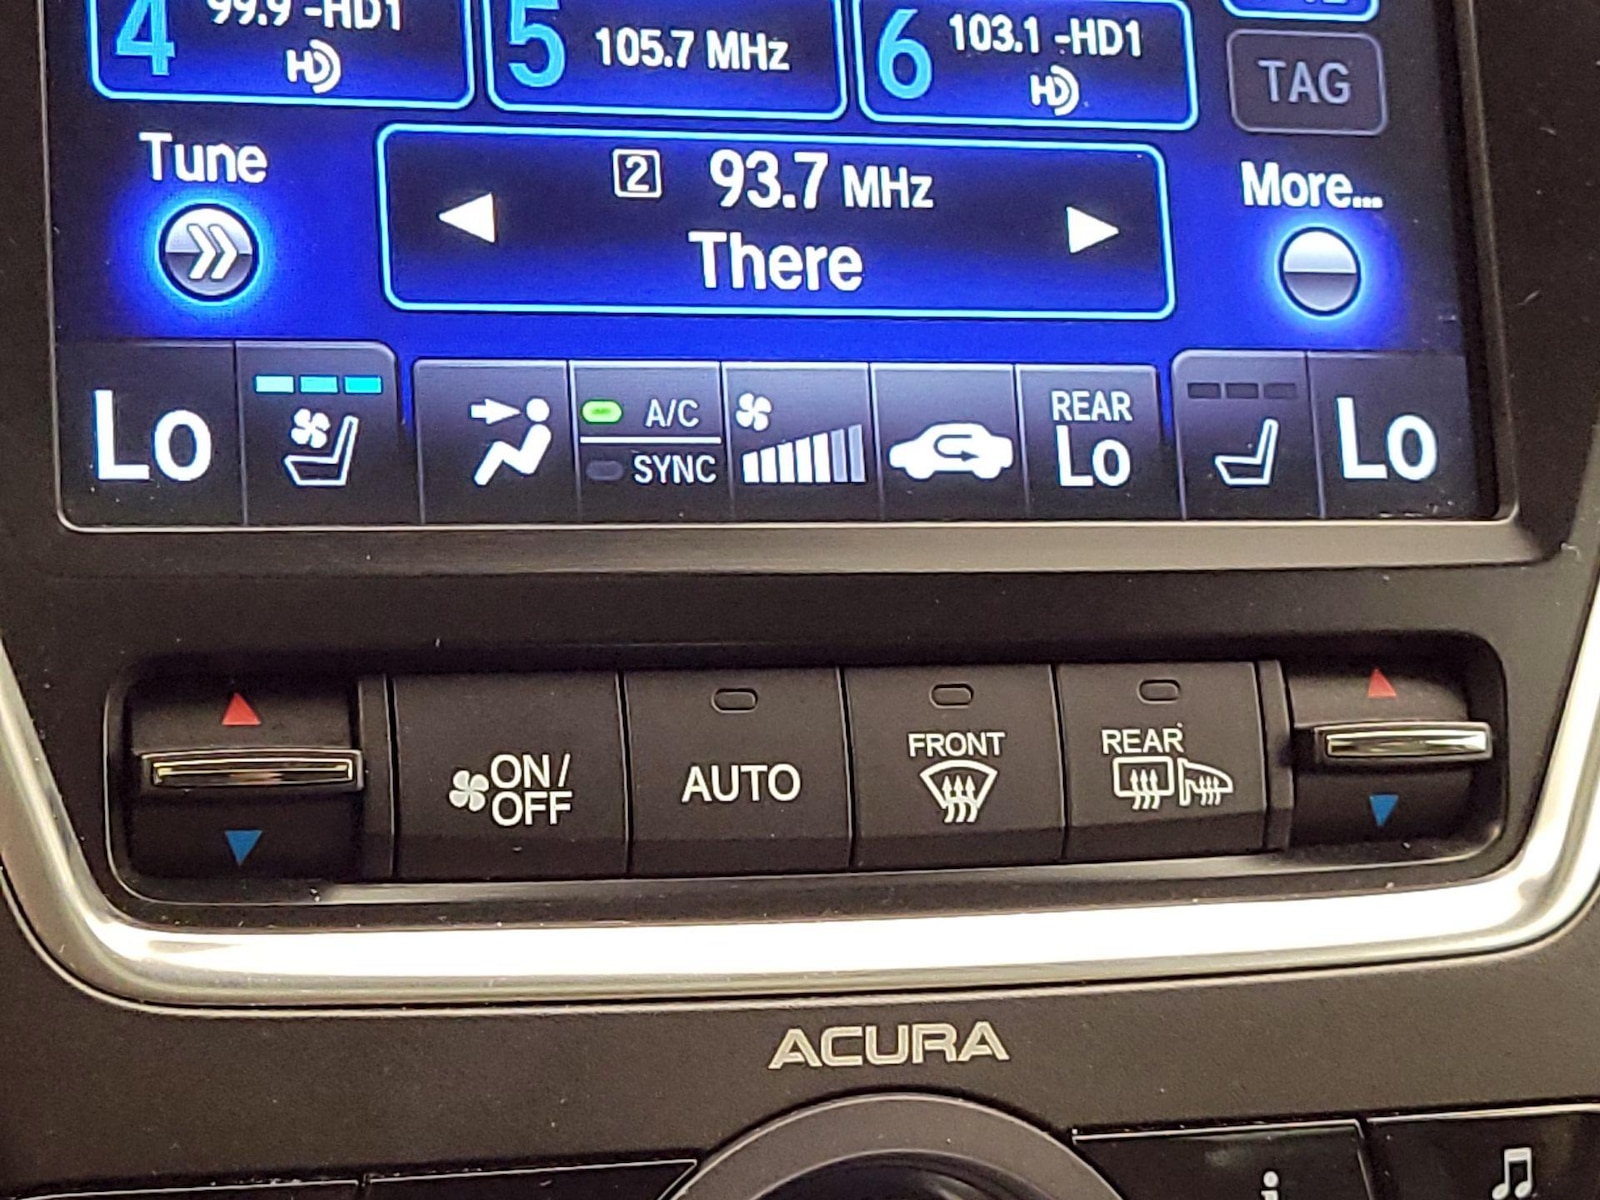 4 99.9 -HD1
HD
5 105.7 MHz
6 103.1 -HD1
HD
TAG
Tune
2 93.7 MHz
There
More...
Lo
A/C
SYNC
REAR
Lo
Lo
ON/
OFF
AUTO
FRONT
REAR
ACURA
i